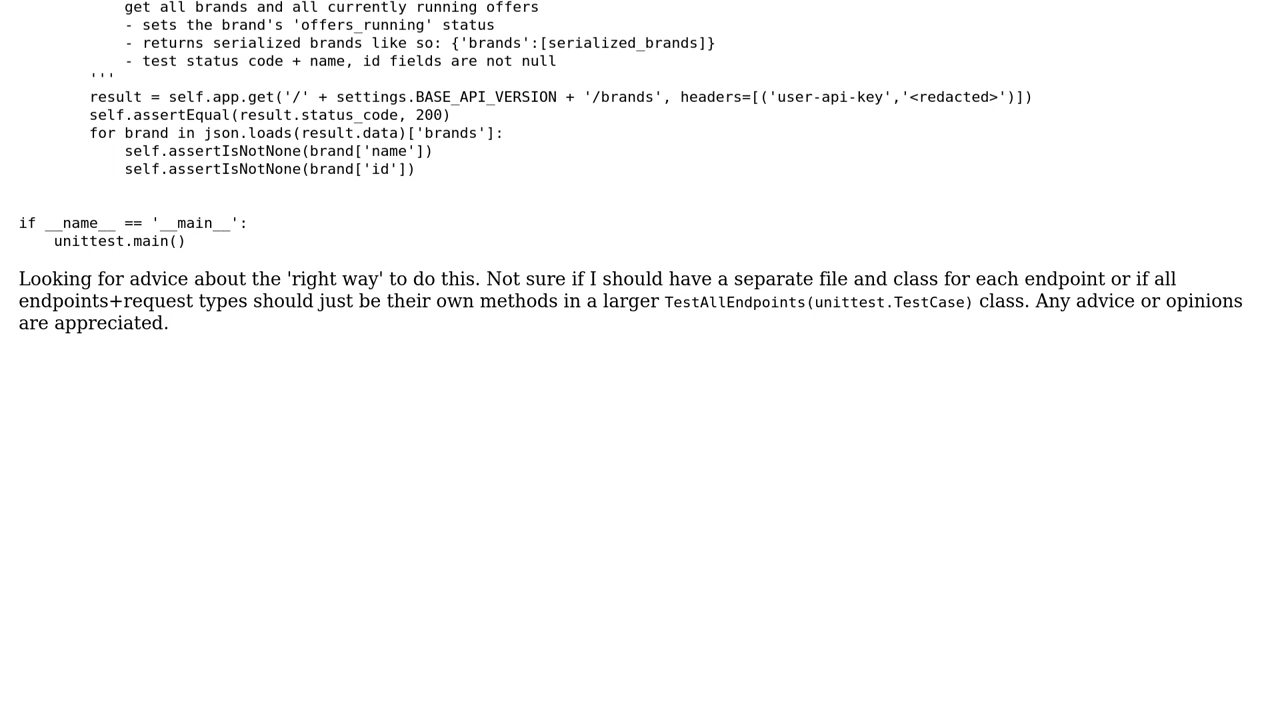 get all brands and all currently running offers
- sets the brand's 'offers_running' status
- returns serialized brands like so: {'brands':[serialized_brands]}
- test status code + name, id fields are not null
'''
result = self.app.get('/' + settings.BASE_API_VERSION + '/brands', headers=[('user-api-key','<redacted>')])
self.assertEqual(result.status_code, 200)
for brand in json.loads(result.data)['brands']:
self.assertIsNotNone(brand['name'])
self.assertIsNotNone(brand['id'])
if __name__ == '__main__':
unittest.main()
Looking for advice about the 'right way' to do this. Not sure if I should have a separate file and class for each endpoint or if all
endpoints+request types should just be their own methods in a larger TestAllEndpoints(unittest.TestCase) class. Any advice or opinions
are appreciated.